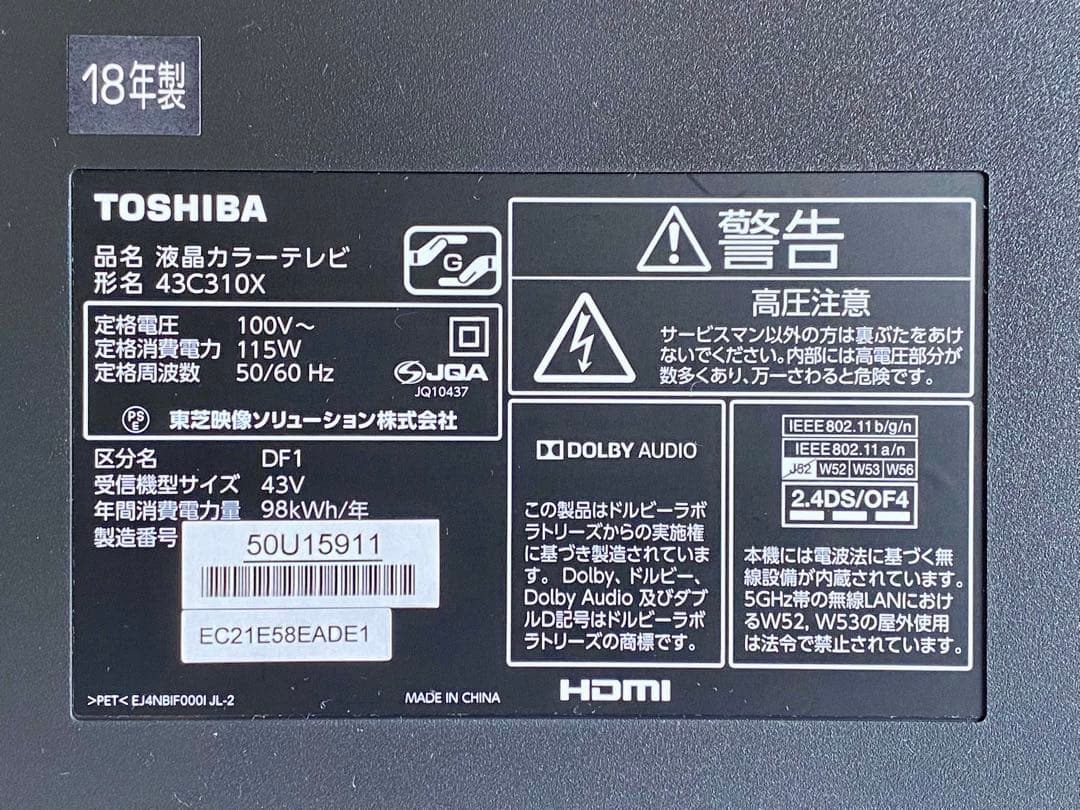 18年製
TOSHIBA
品名 液晶カラーテレビ
形名 43C310X
G
定格電圧 100V～
定格消費電力 115W
定格周波数 50/60 Hz
JQA
JQ10437
PS
E
東芝映像ソリューション株式会社
区分名 DF1
受信機型サイズ 43V
年間消費電力量 98kWh/年
製造番号
50U15911
EC21E58EADE1
>PET< EJ4NBIF000I JL-2
MADE IN CHINA
警告
高圧注意
サービスマン以外の方は裏ぶたをあけ
ないでください。内部には高電圧部分が
数多くあり、万一さわると危険です。
DOLBY AUDIO
この製品はドルビーラボ
ラトリーズからの実施権
に基づき製造されていま
す。Dolby、ドルビー、
Dolby Audio 及びダブ
ルD記号はドルビーラボ
ラトリーズの商標です。
HDMI
IEEE802.11b/g/n
IEEE802.11a/n
J52 W52 W53 W56
2.4DS/OF4
本機には電波法に基づく無
線設備が内蔵されています。
5GHz帯の無線LANにおけ
るW52, W53の屋外使用
は法令で禁止されています。